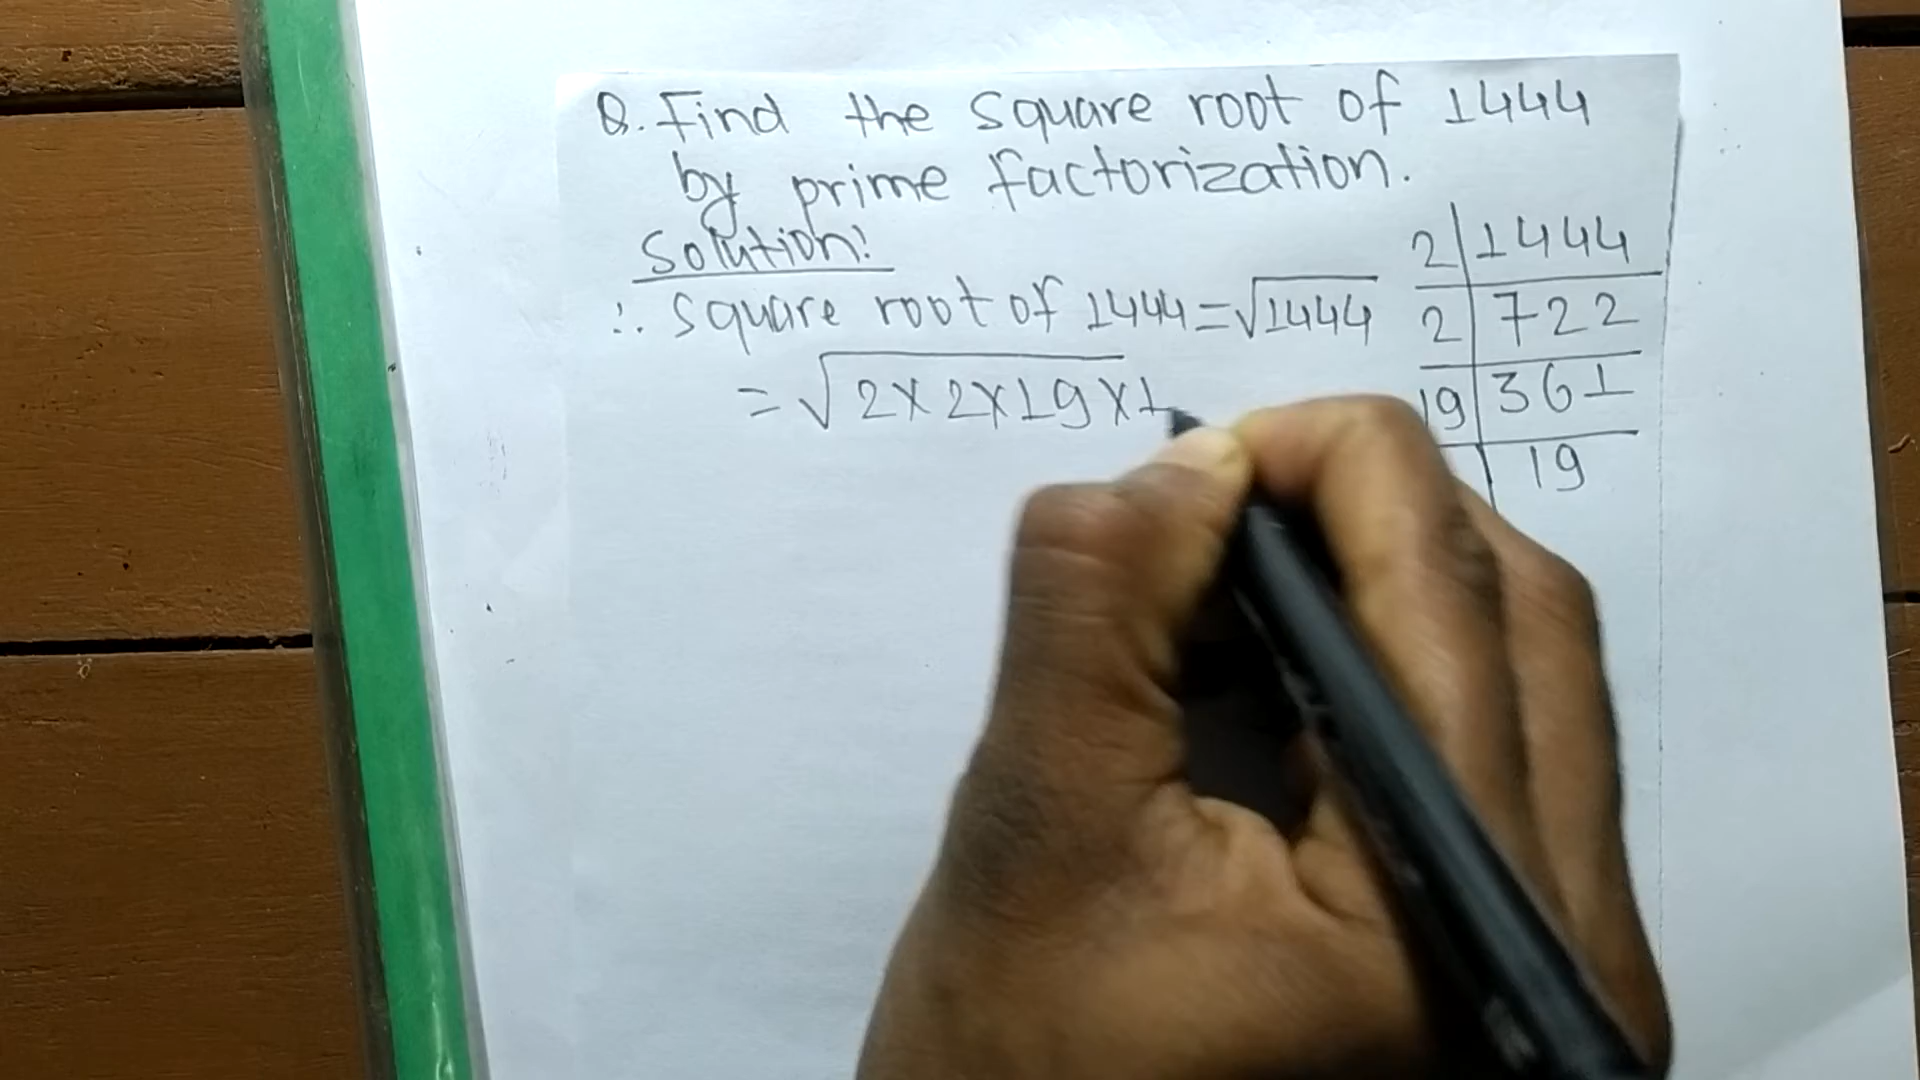 Q. Find the square root of 1444
by prime factorization.
Solution:
∴ square root of 1444 = √1444
= √2×2×19×1
2 | 1444
2 | 722
19 | 361
19